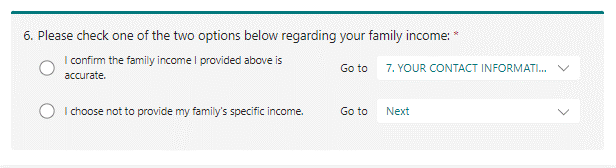 6. Please check one of the two options below regarding your family income: *
I confirm the family income I provided above is
accurate.
Go to 7. YOUR CONTACT INFORMATI...
I choose not to provide my family's specific income.
Go to Next